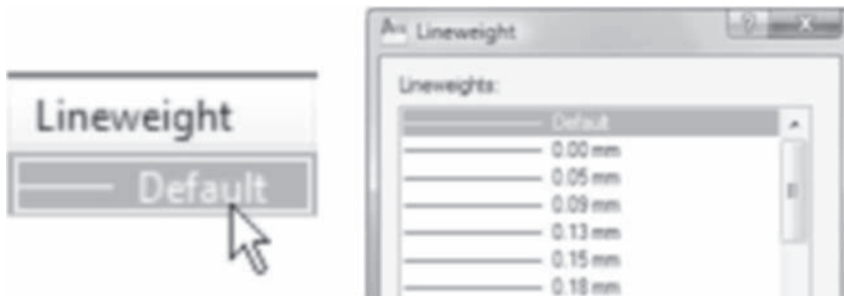 Lineweight
Default
Lineweight
Lineweights:
Default
0.00 mm
0.05 mm
0.09 mm
0.13 mm
0.15 mm
0.18 mm